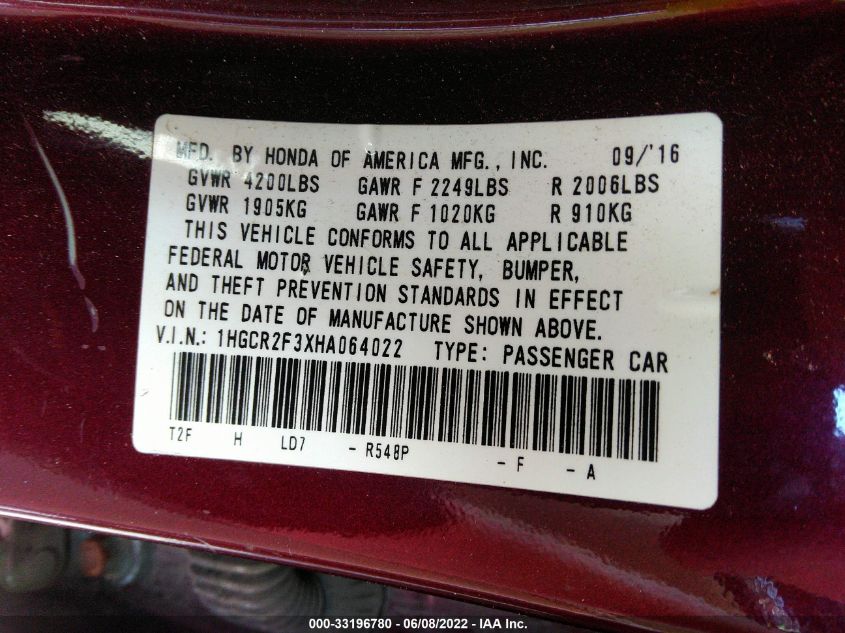 MFD. BY HONDA OF AMERICA MFG., INC. 09/'16
GVWR 4200LBS GAWR F 2249LBS R 2006LBS
GVWR 1905KG GAWR F 1020KG R 910KG
THIS VEHICLE CONFORMS TO ALL APPLICABLE
FEDERAL MOTOR VEHICLE SAFETY, BUMPER,
AND THEFT PREVENTION STANDARDS IN EFFECT
ON THE DATE OF MANUFACTURE SHOWN ABOVE.
V.I.N.: 1HGCR2F3XHA064022 TYPE: PASSENGER CAR
T2F H LD7 - R548P - F - A
000-33196780 - 06/08/2022 - IAA Inc.